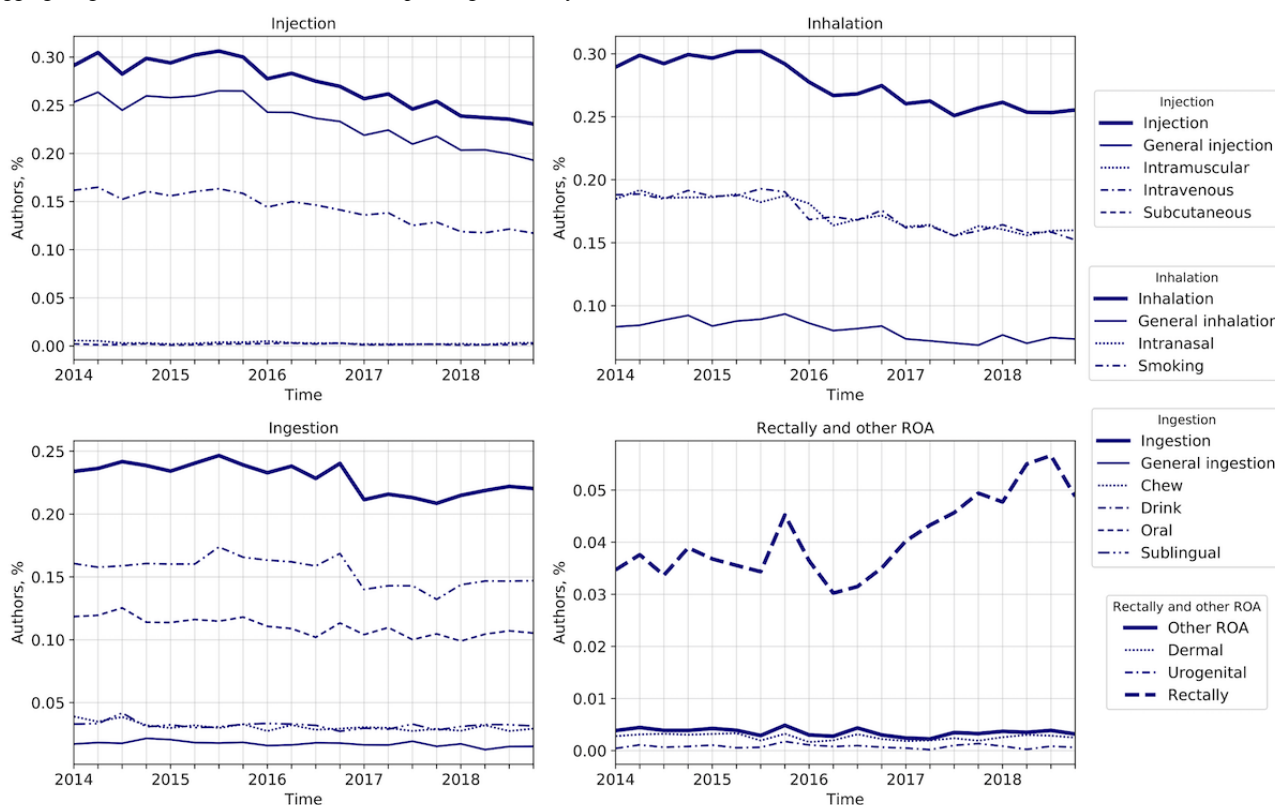 Injection
0.30
0.25
0.20
0.15
0.10
0.05
0.00
Authors, %
2014 2015 2016 2017 2018
Time
Inhalation
0.30
0.25
0.20
0.15
0.10
Authors, %
2014 2015 2016 2017 2018
Time
Injection
Injection
General injection
Intramuscular
Intravenous
Subcutaneous
Inhalation
Inhalation
General inhalation
Intranasal
Smoking
Ingestion
0.25
0.20
0.15
0.10
0.05
Authors, %
2014 2015 2016 2017 2018
Time
Rectally and other ROA
0.05
0.04
0.03
0.02
0.01
0.00
Authors, %
2014 2015 2016 2017 2018
Time
Ingestion
Ingestion
General ingestion
Chew
Drink
Oral
Sublingual
Rectally and other ROA
Other ROA
Dermal
Urogenital
Rectally